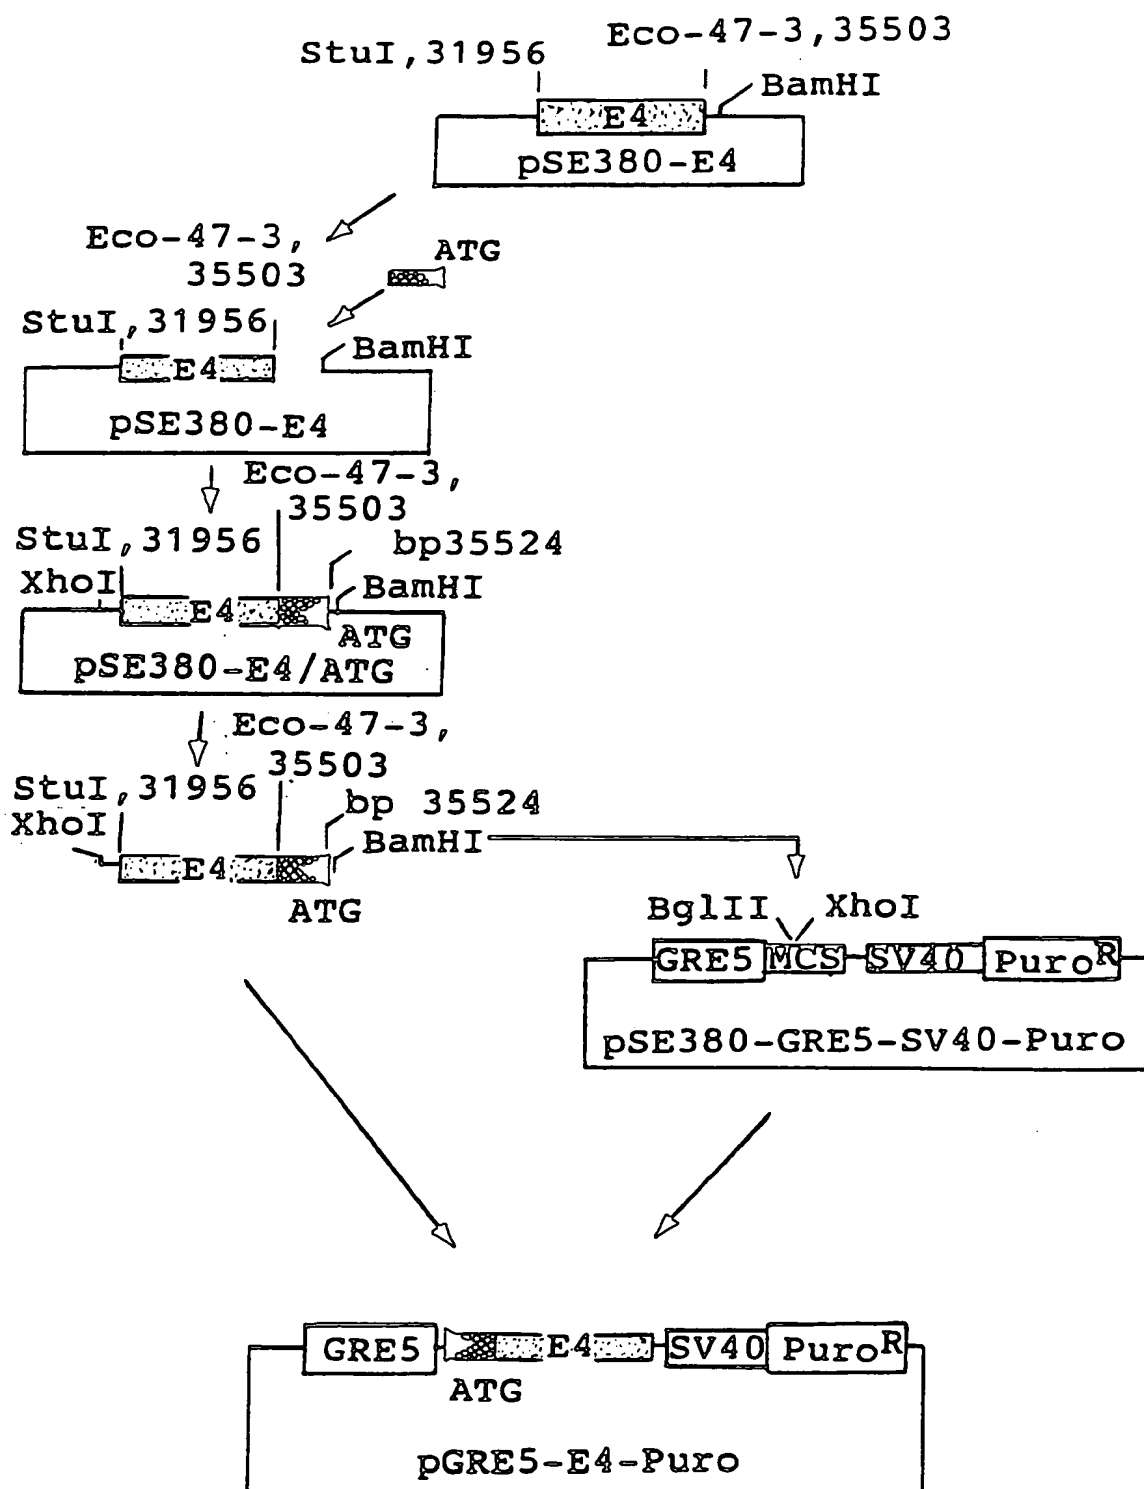 StuI,31956
Eco-47-3,35503
BamHI
E4
pSE380-E4
Eco-47-3,
35503
ATG
StuI,31956
BamHI
E4
pSE380-E4
Eco-47-3,
35503
StuI,31956
bp35524
XhoI
BamHI
E4
ATG
pSE380-E4/ATG
Eco-47-3,
35503
StuI,31956
bp 35524
XhoI
BamHI
E4
ATG
BglII XhoI
GRE5 MCS SV40 PuroR
pSE380-GRE5-SV40-Puro
GRE5 E4 SV40 PuroR
ATG
pGRE5-E4-Puro